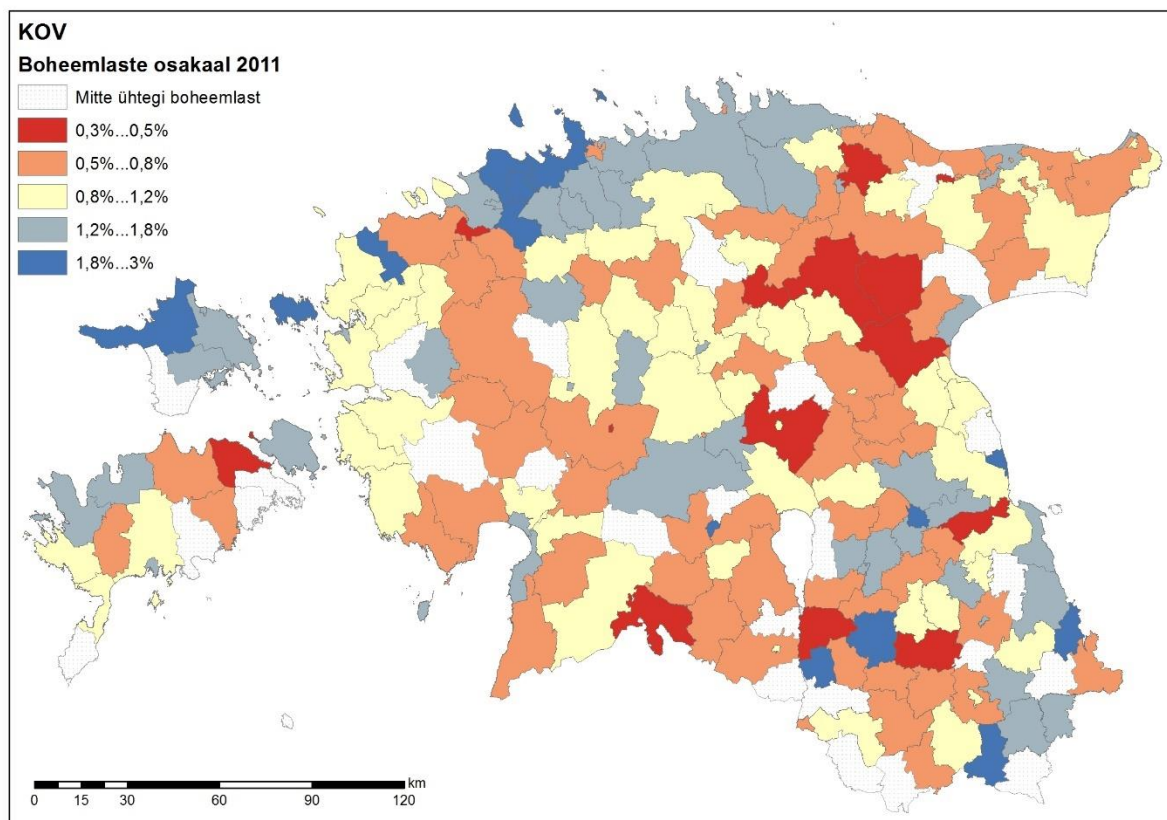 KOV
Boheemlaste osakaal 2011
Mitte ühtegi boheemlast
0,3%...0,5%
0,5%...0,8%
0,8%...1,2%
1,2%...1,8%
1,8%...3%
km
0 15 30 60 90 120